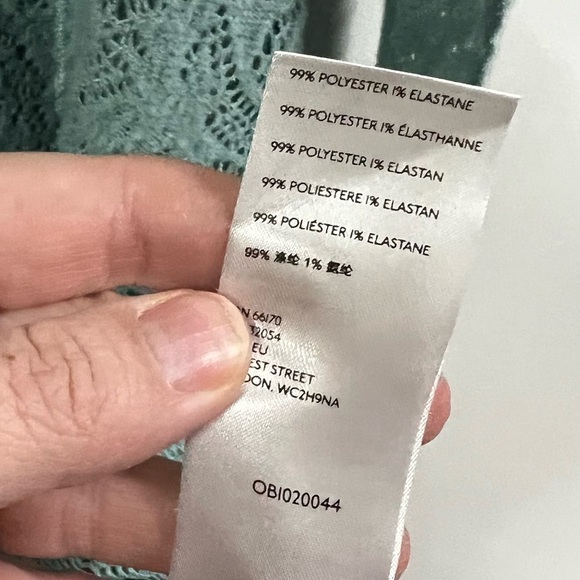 99% POLYESTER 1% ELASTANE
99% POLYESTER 1% ÉLASTHANNE
99% POLYESTER 1% ELASTAN
99% POLIESTERE 1% ELASTAN
99% POLIÉSTER 1% ELASTANE
99% 涤纶 1% 氨纶
N 66170
32054
EU
EST STREET
DON. WC2H9NA
OBI020044